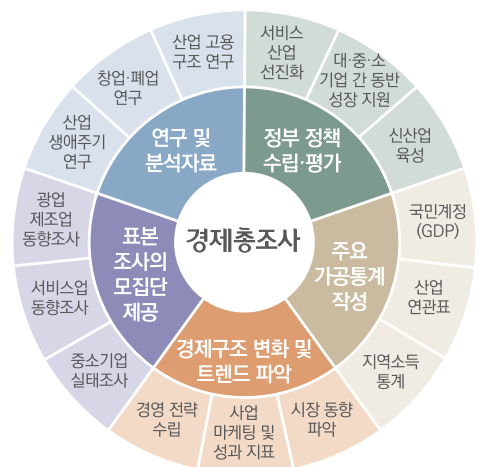 경제총조사
정부 정책
수립·평가
서비스
산업
선진화
대·중·소
기업 간 동반
성장 지원
신산업
육성
주요
가공통계
작성
국민계정
(GDP)
산업
연관표
지역소득
통계
경제구조 변화 및
트렌드 파악
시장 동향
파악
사업
마케팅 및
성과 지표
경영 전략
수립
표본
조사의
모집단
제공
중소기업
실태조사
서비스업
동향조사
광업
제조업
동향조사
연구 및
분석자료
산업
생애주기
연구
창업·폐업
연구
산업 고용
구조 연구